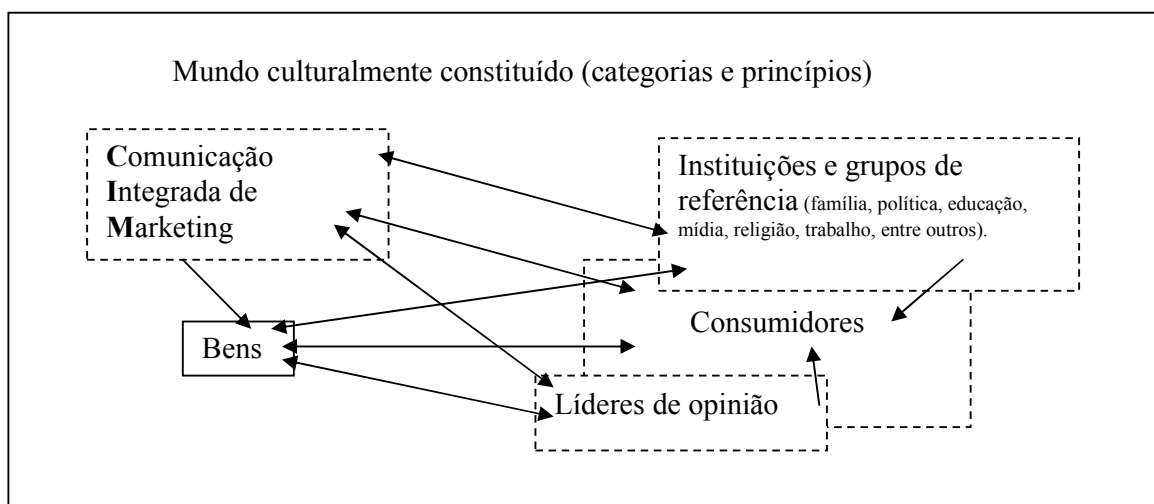 Mundo culturalmente constituído (categorias e princípios)
Comunicação
Integrada de
Marketing
Instituições e grupos de
referência (família, política, educação,
mídia, religião, trabalho, entre outros).
Consumidores
Bens
Líderes de opinião